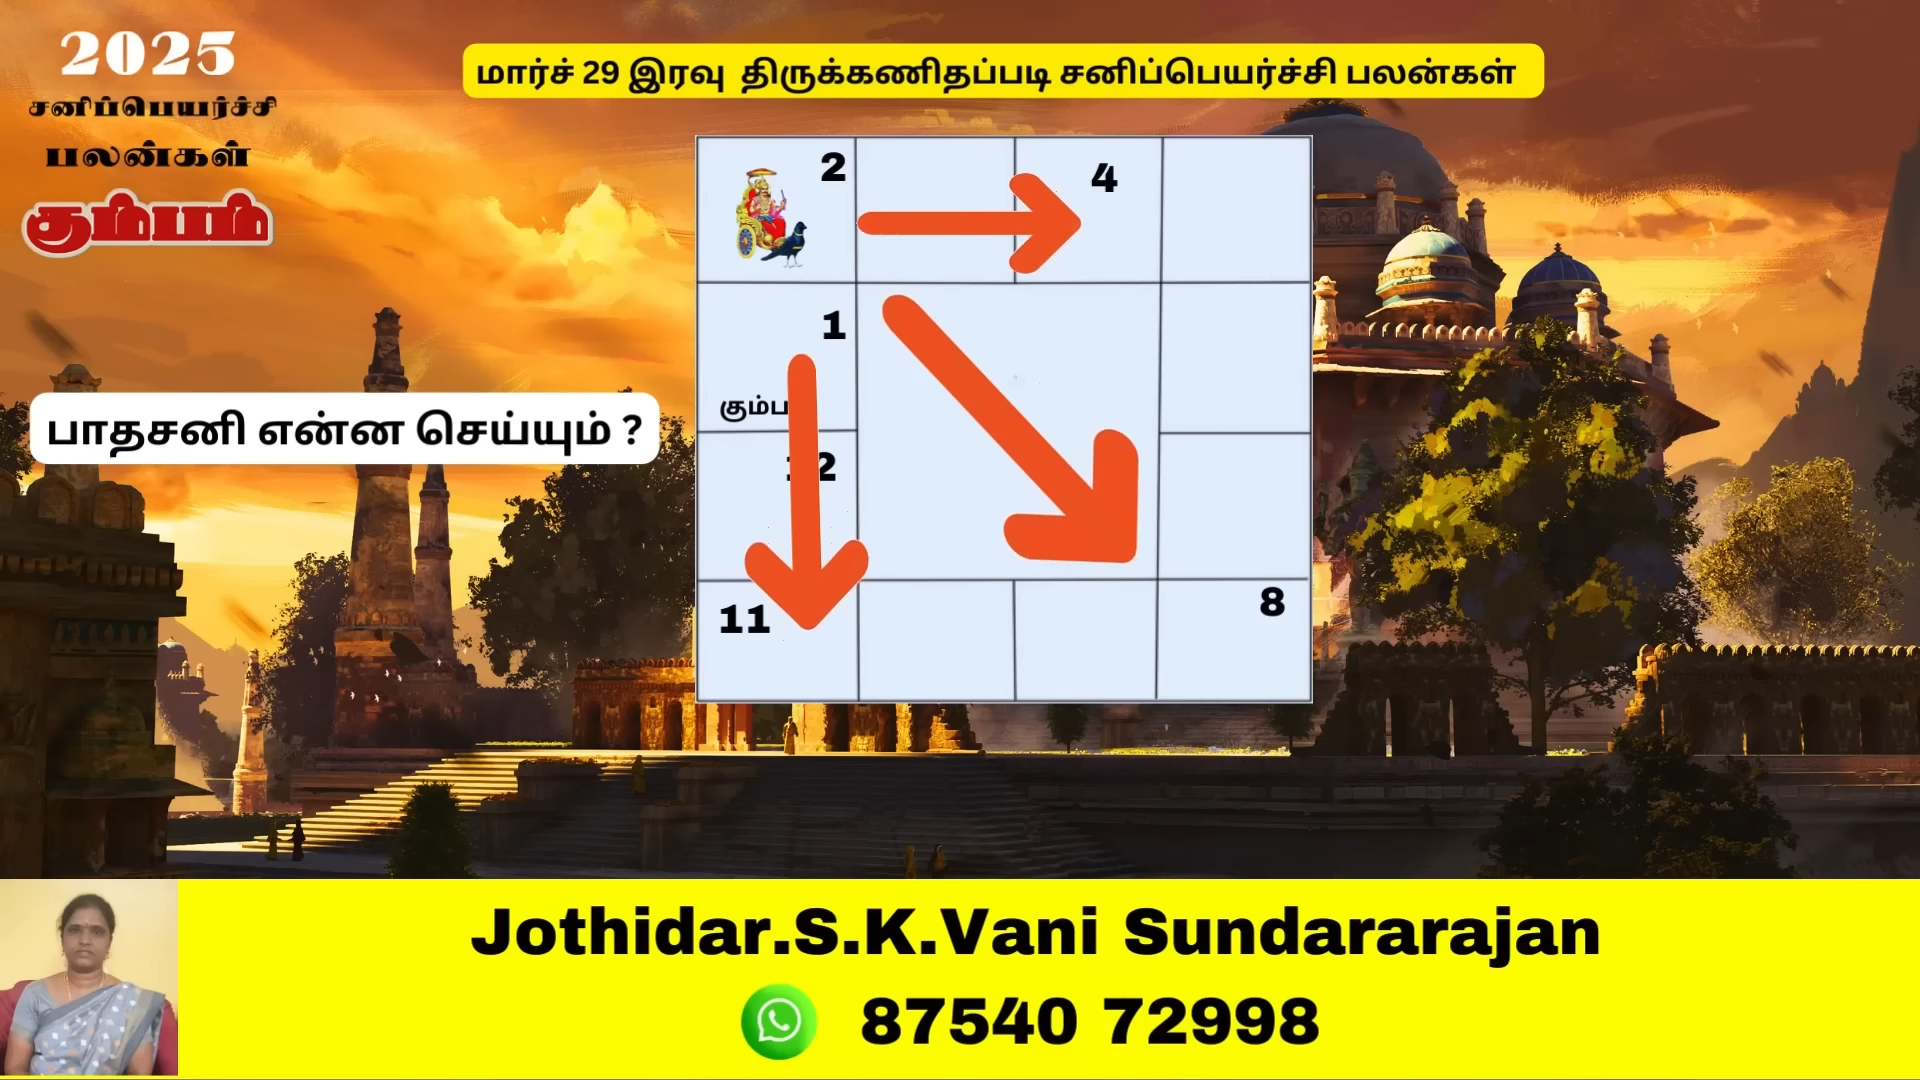 2025
சனிப்பெயர்ச்சி
பலன்கள்
கும்பம்
மார்ச் 29 இரவு திருக்கணிதப்படி சனிப்பெயர்ச்சி பலன்கள்
பாதசனி என்ன செய்யும் ?
2
4
1
12
11
8
Jothidar.S.K.Vani Sundararajan
87540 72998